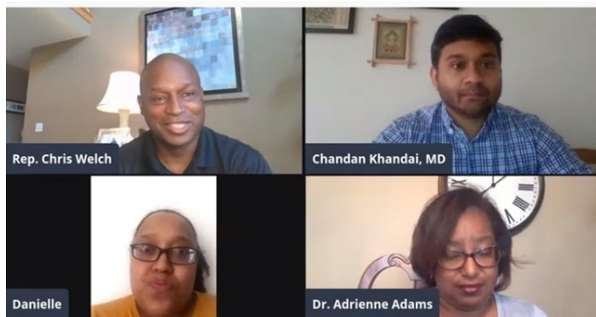 Rep. Chris Welch
Chandan Khandai, MD
Danielle
Dr. Adrienne Adams